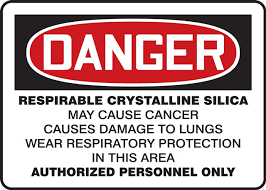 DANGER
RESPIRABLE CRYSTALLINE SILICA
MAY CAUSE CANCER
CAUSES DAMAGE TO LUNGS
WEAR RESPIRATORY PROTECTION
IN THIS AREA
AUTHORIZED PERSONNEL ONLY